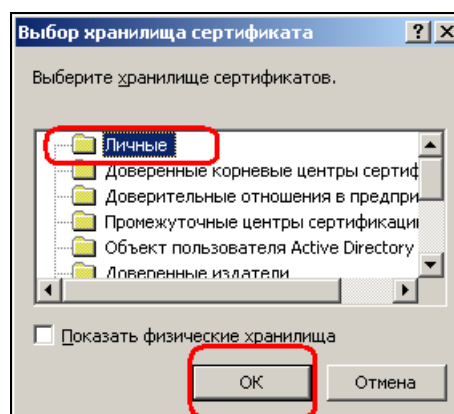 Выбор хранилища сертификата
Выберите хранилище сертификатов.
Личные
Доверенные корневые центры сертиф
Доверительные отношения в предпри
Промежуточные центры сертификации
Объект пользователя Active Directory
Доверенные издатели
Показать физические хранилища
ОК
Отмена